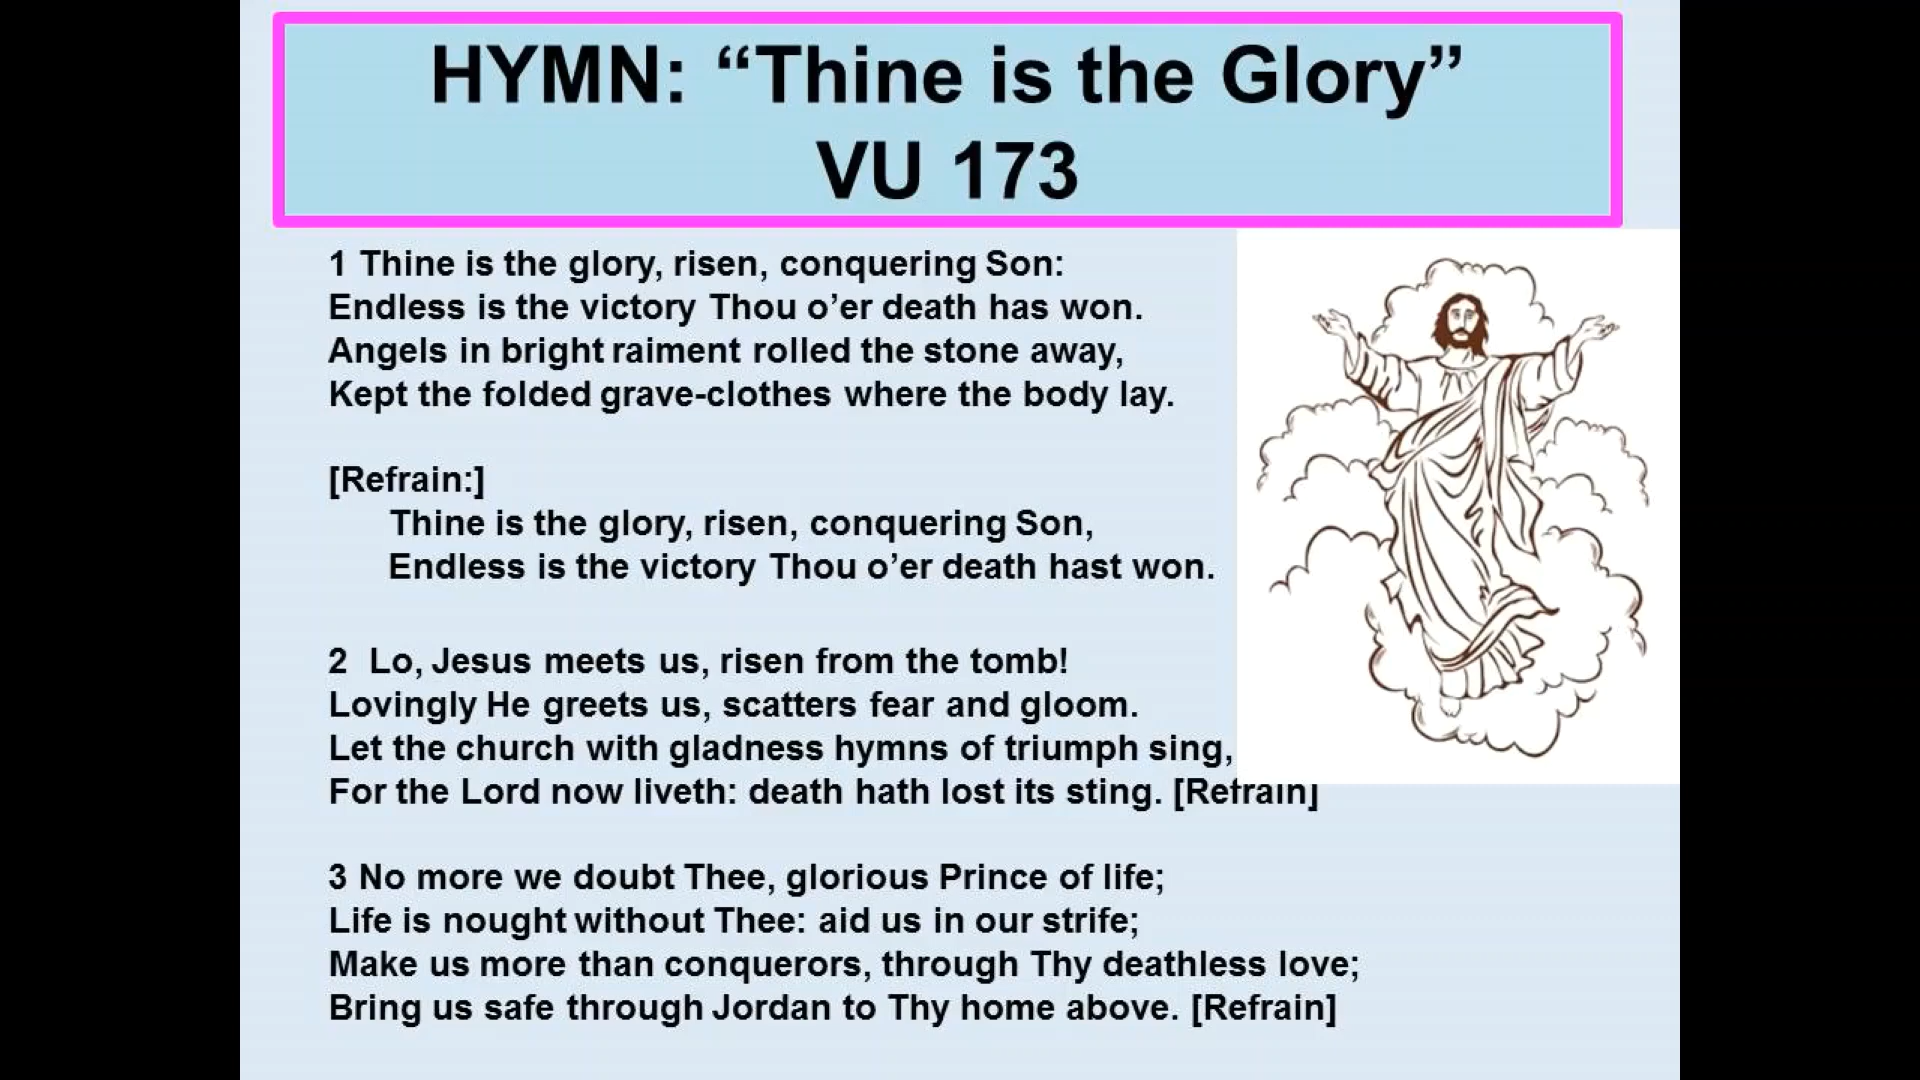 HYMN: “Thine is the Glory”
VU 173
1 Thine is the glory, risen, conquering Son:
Endless is the victory Thou o’er death has won.
Angels in bright raiment rolled the stone away,
Kept the folded grave-clothes where the body lay.
[Refrain:]
Thine is the glory, risen, conquering Son,
Endless is the victory Thou o’er death hast won.
2 Lo, Jesus meets us, risen from the tomb!
Lovingly He greets us, scatters fear and gloom.
Let the church with gladness hymns of triumph sing,
For the Lord now liveth: death hath lost its sting. [Refrain]
3 No more we doubt Thee, glorious Prince of life;
Life is nought without Thee: aid us in our strife;
Make us more than conquerors, through Thy deathless love;
Bring us safe through Jordan to Thy home above. [Refrain]